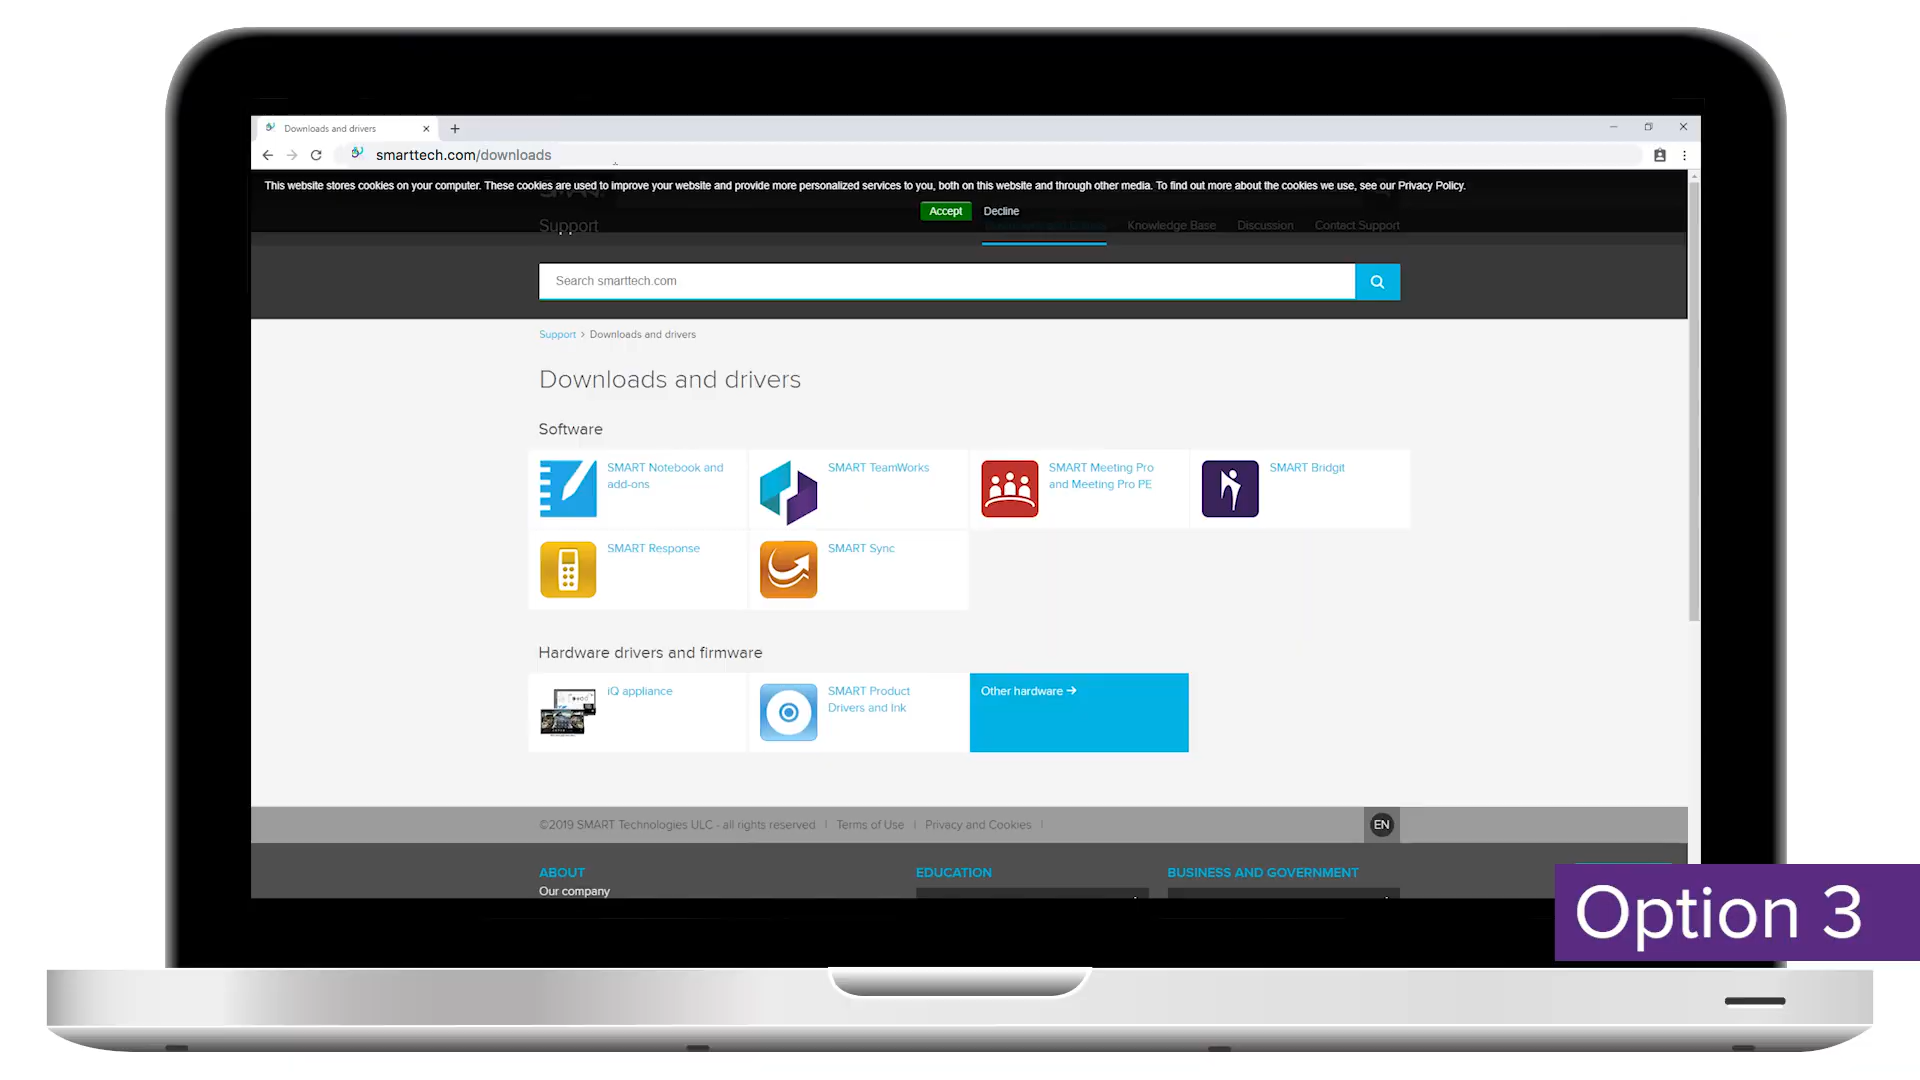 Downloads and drivers
smarttech.com/downloads
This website stores cookies on your computer. These cookies are used to improve your website and provide more personalized services to you, both on this website and through other media. To find out more about the cookies we use, see our Privacy Policy.
Accept Decline
Support Knowledge Base Discussion Contact Support
Search smarttech.com
Support > Downloads and drivers
Downloads and drivers
Software
SMART Notebook and
add-ons
SMART TeamWorks
SMART Meeting Pro
and Meeting Pro PE
SMART Bridgit
SMART Response
SMART Sync
Hardware drivers and firmware
iQ appliance
SMART Product
Drivers and Ink
Other hardware →
©2019 SMART Technologies ULC - all rights reserved | Terms of Use | Privacy and Cookies |
EN
ABOUT
Our company
EDUCATION
BUSINESS AND GOVERNMENT
Option 3